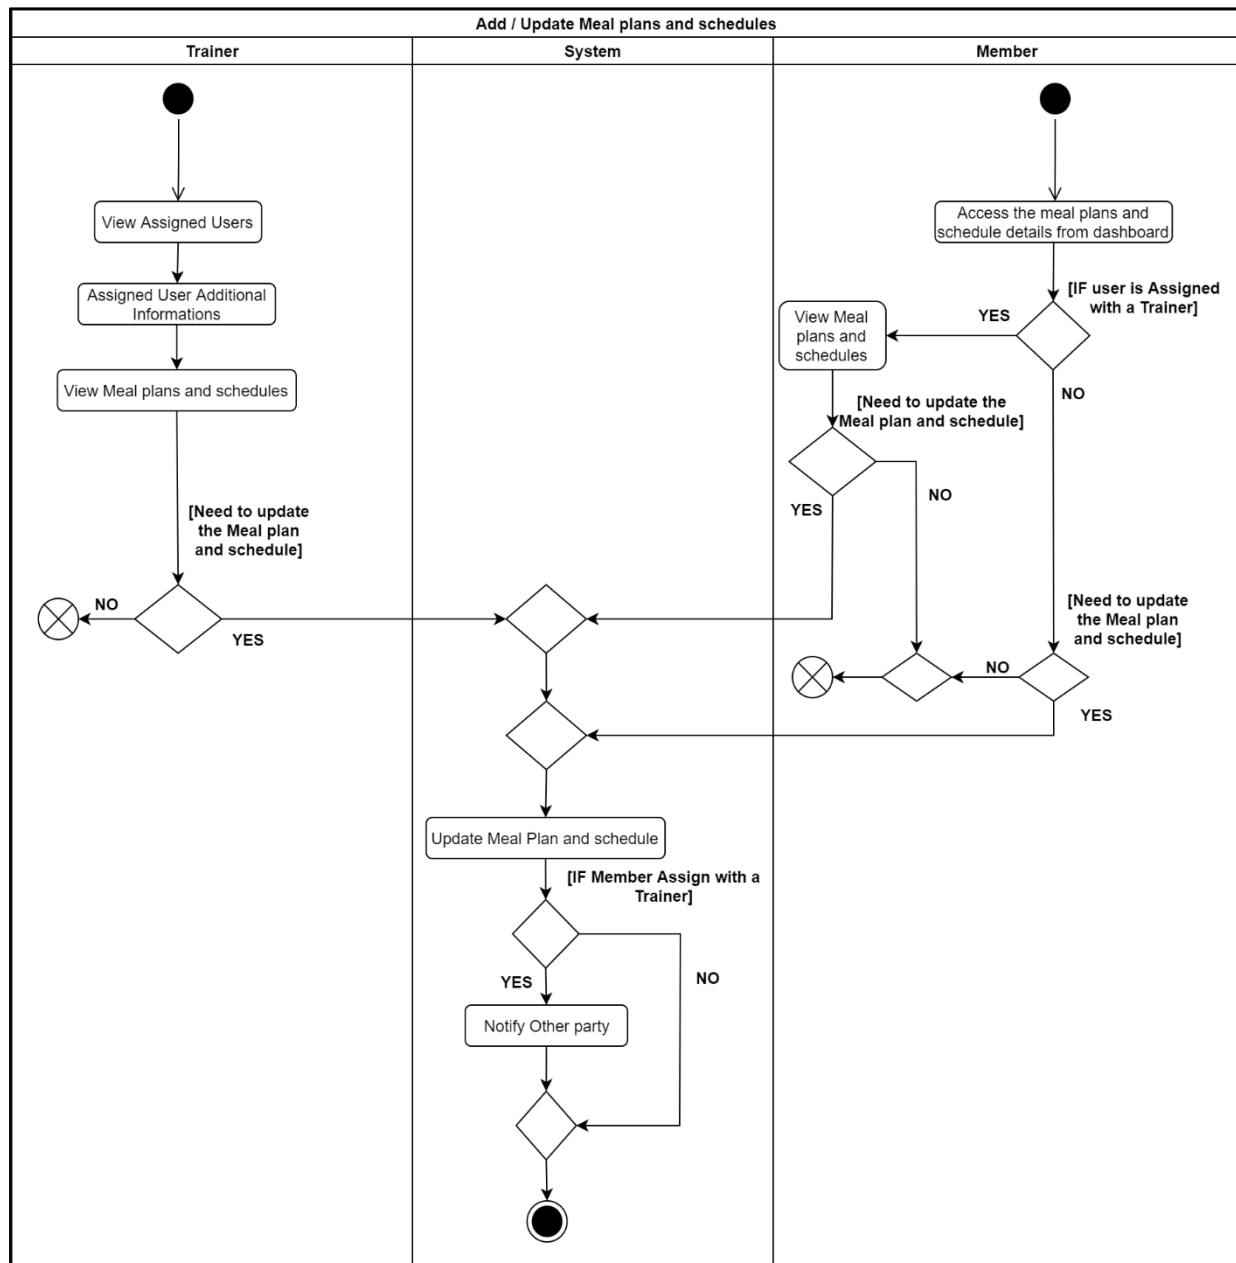 Add / Update Meal plans and schedules
Trainer
System
Member
View Assigned Users
Assigned User Additional
Informations
View Meal plans and schedules
[Need to update
the Meal plan
and schedule]
NO
YES
Access the meal plans and
schedule details from dashboard
[IF user is Assigned
with a Trainer]
YES
NO
View Meal
plans and
schedules
[Need to update the
Meal plan and schedule]
YES
NO
[Need to update
the Meal plan
and schedule]
NO
YES
Update Meal Plan and schedule
[IF Member Assign with a
Trainer]
YES
NO
Notify Other party